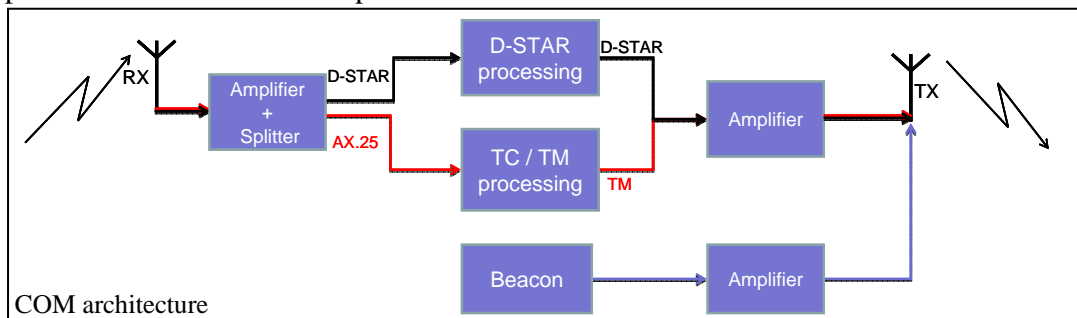 D-STAR
processing
D-STAR
D-STAR
RX
TX
Amplifier
+
Splitter
Amplifier
AX.25
TC / TM
processing
TM
Beacon
Amplifier
COM architecture